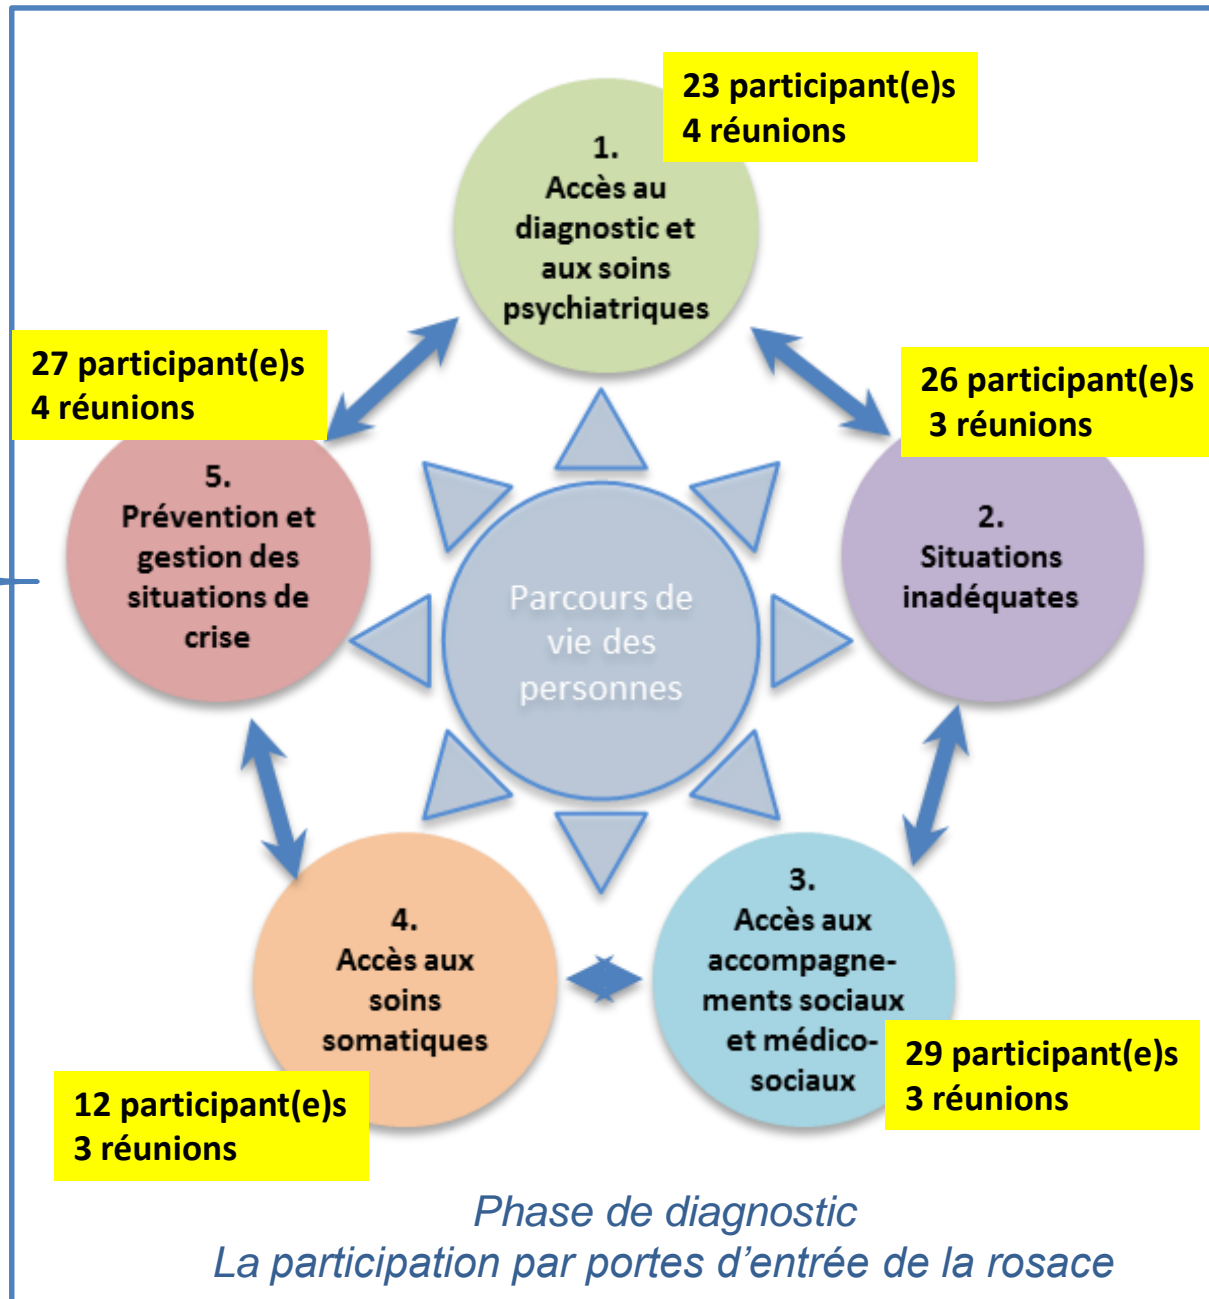 23 participant(e)s
4 réunions
1.
Accès au
diagnostic et
aux soins
psychiatriques
27 participant(e)s
4 réunions
26 participant(e)s
3 réunions
5.
Prévention et
gestion des
situations de
crise
2.
Situations
inadéquates
Parcours de
vie des
personnes
4.
Accès aux
soins
somatiques
3.
Accès aux
accompagne-
ments sociaux
et médico-
sociaux
29 participant(e)s
3 réunions
12 participant(e)s
3 réunions
Phase de diagnostic
La participation par portes d’entrée de la rosace